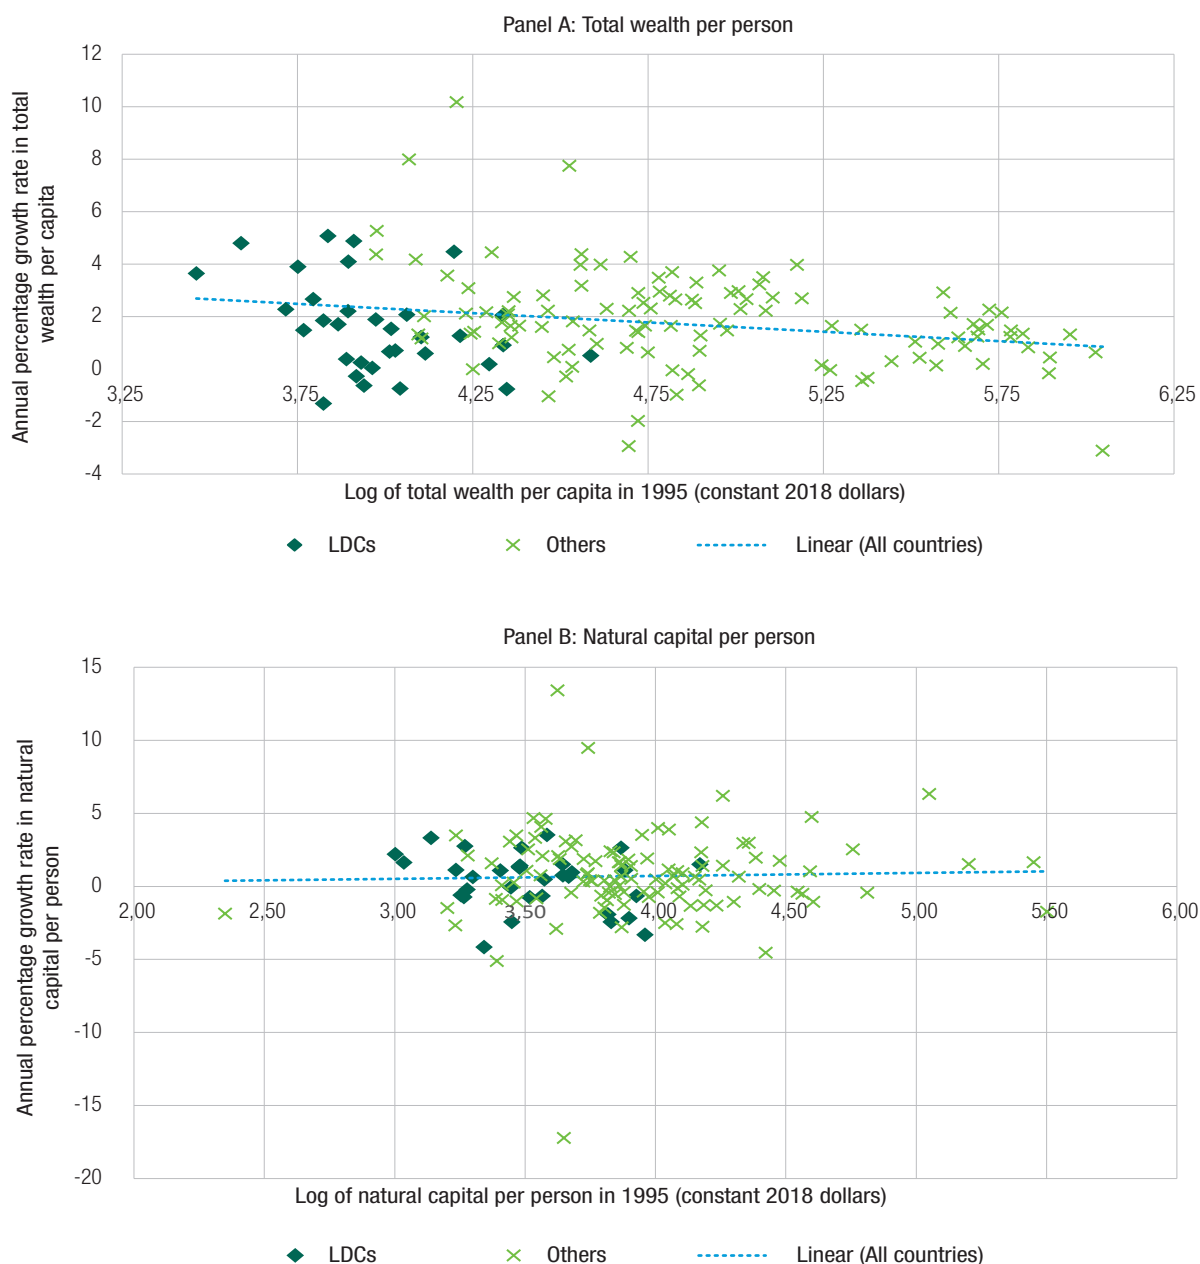 Panel A: Total wealth per person
Annual percentage growth rate in total
wealth per capita
12
10
8
6
4
2
0
-2
-4
3,25
3,75
4,25
4,75
5,25
5,75
6,25
Log of total wealth per capita in 1995 (constant 2018 dollars)
LDCs
Others
Linear (All countries)
Panel B: Natural capital per person
Annual percentage growth rate in natural
capital per person
15
10
5
0
-5
-10
-15
-20
2,00
2,50
3,00
3,50
4,00
4,50
5,00
5,50
6,00
Log of natural capital per person in 1995 (constant 2018 dollars)
LDCs
Others
Linear (All countries)